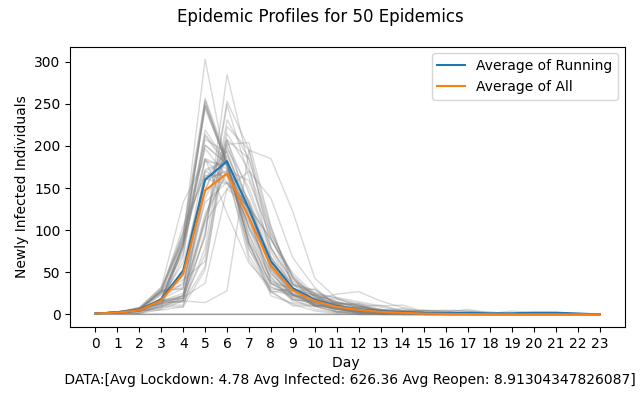 Epidemic Profiles for 50 Epidemics
Average of Running
Average of All
Newly Infected Individuals
300
250
200
150
100
50
0
0 1 2 3 4 5 6 7 8 9 10 11 12 13 14 15 16 17 18 19 20 21 22 23
Day
DATA:[Avg Lockdown: 4.78 Avg Infected: 626.36 Avg Reopen: 8.91304347826087]